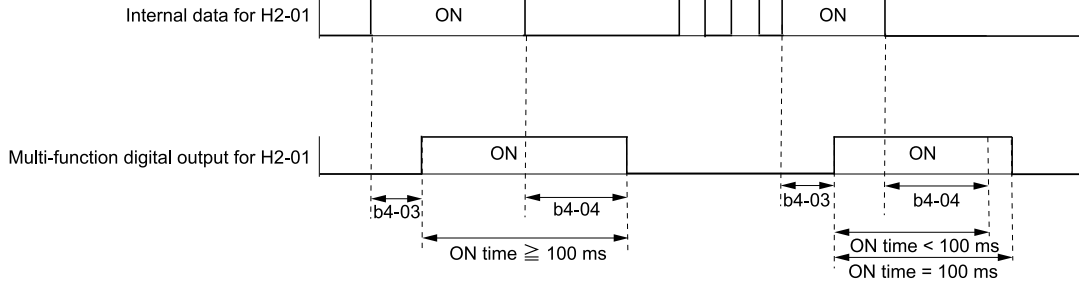 Internal data for H2-01
ON
ON
Multi-function digital output for H2-01
ON
ON
b4-03
b4-04
b4-03
b4-04
ON time ≧ 100 ms
ON time < 100 ms
ON time = 100 ms